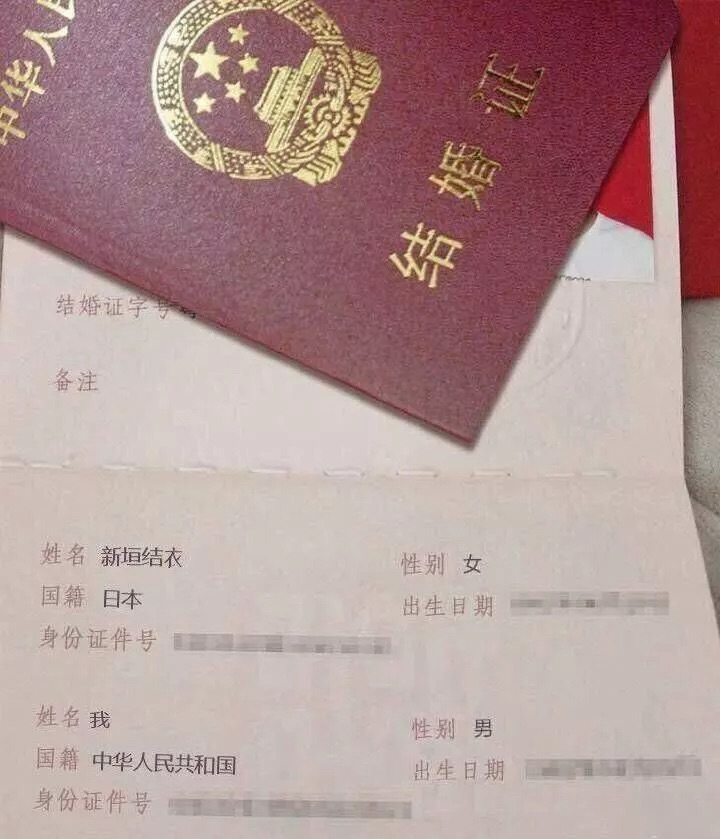 中华人民
结婚证
结婚证字号
备注
姓名 新垣结衣 性别 女
国籍 日本 出生日期
身份证件号
姓名 我 性别 男
国籍 中华人民共和国 出生日期
身份证件号